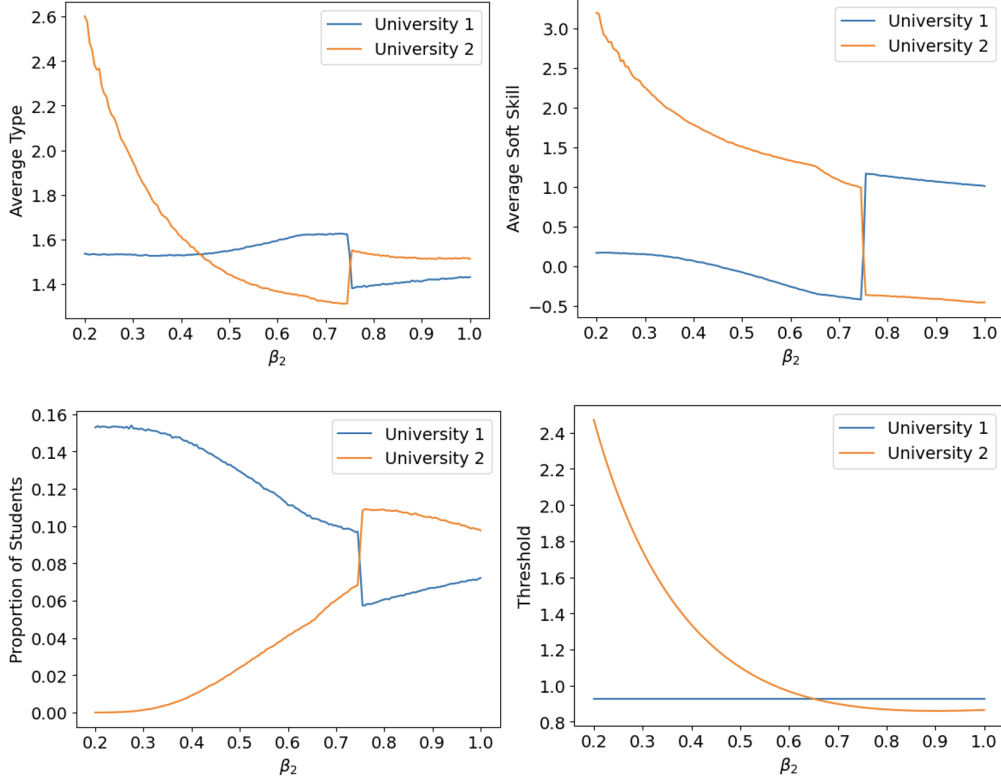 Average Type
2.6
2.4
2.2
2.0
1.8
1.6
1.4
University 1
University 2
0.2 0.3 0.4 0.5 0.6 0.7 0.8 0.9 1.0
β₂
Average Soft Skill
3.0
2.5
2.0
1.5
1.0
0.5
0.0
−0.5
University 1
University 2
0.2 0.3 0.4 0.5 0.6 0.7 0.8 0.9 1.0
β₂
Proportion of Students
0.16
0.14
0.12
0.10
0.08
0.06
0.04
0.02
0.00
University 1
University 2
0.2 0.3 0.4 0.5 0.6 0.7 0.8 0.9 1.0
β₂
Threshold
2.4
2.2
2.0
1.8
1.6
1.4
1.2
1.0
0.8
University 1
University 2
0.2 0.3 0.4 0.5 0.6 0.7 0.8 0.9 1.0
β₂